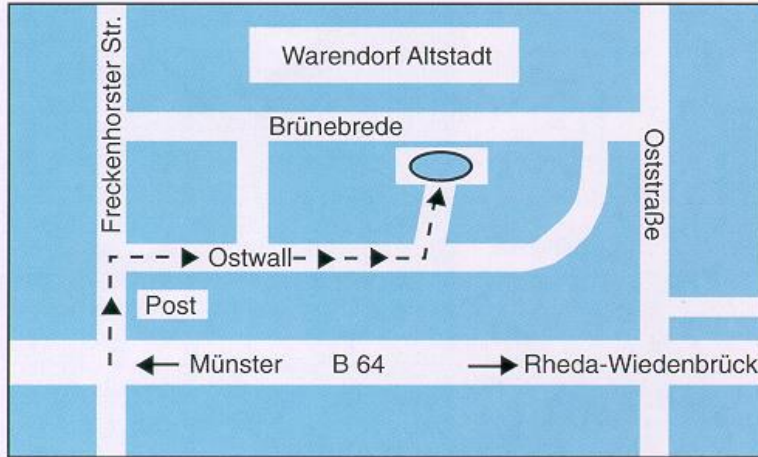 Warendorf Altstadt
Freckenhorster Str.
Brünebrede
Oststraße
Ostwall
Post
Münster B 64 Rheda-Wiedenbrück